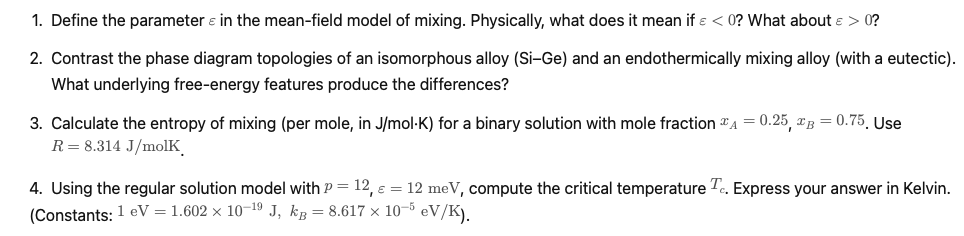 1. Define the parameter ε in the mean-field model of mixing. Physically, what does it mean if ε < 0? What about ε > 0?
2. Contrast the phase diagram topologies of an isomorphous alloy (Si–Ge) and an endothermically mixing alloy (with a eutectic).
What underlying free-energy features produce the differences?
3. Calculate the entropy of mixing (per mole, in J/mol·K) for a binary solution with mole fraction x_A = 0.25, x_B = 0.75. Use
R = 8.314 J/molK.
4. Using the regular solution model with p = 12, ε = 12 meV, compute the critical temperature T_c. Express your answer in Kelvin.
(Constants: 1 eV = 1.602 × 10⁻¹⁹ J, k_B = 8.617 × 10⁻⁵ eV/K).